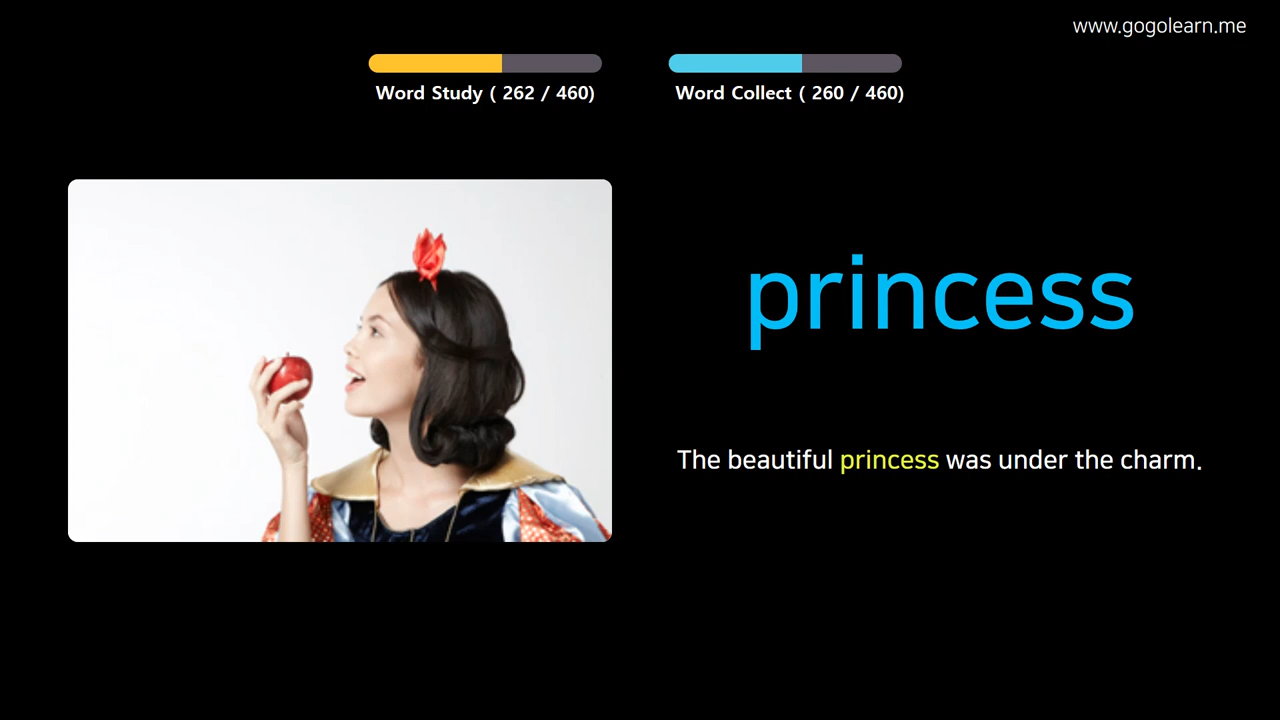 www.gogolearn.me
Word Study ( 262 / 460)
Word Collect ( 260 / 460)
princess
The beautiful princess was under the charm.